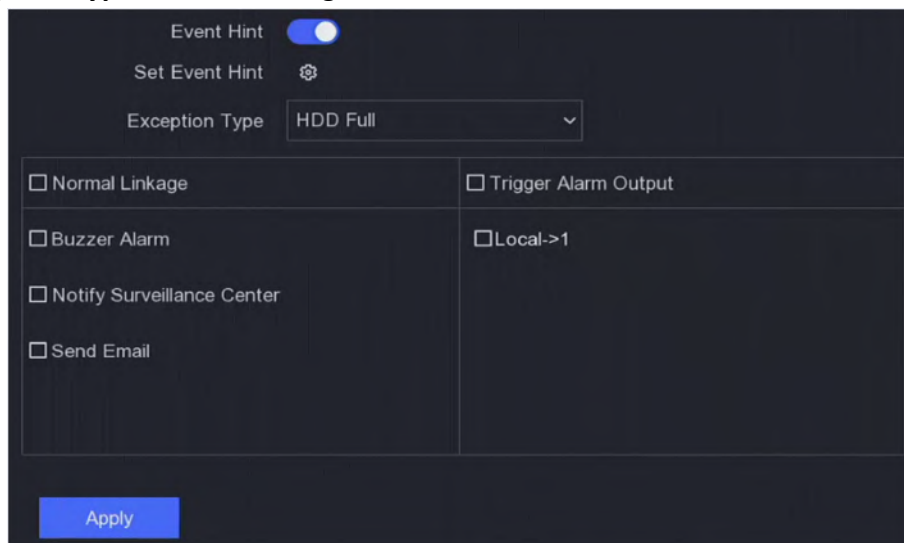 Event Hint
Set Event Hint
Exception Type HDD Full
Normal Linkage Trigger Alarm Output
Buzzer Alarm Local->1
Notify Surveillance Center
Send Email
Apply